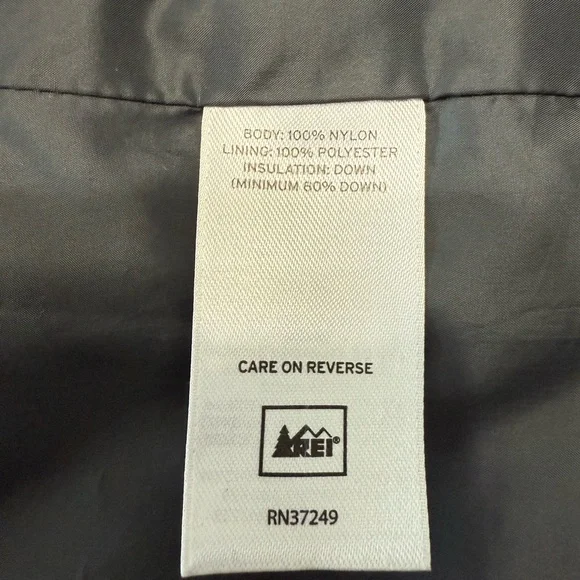 BODY: 100% NYLON
LINING: 100% POLYESTER
INSULATION: DOWN
(MINIMUM 80% DOWN)
CARE ON REVERSE
REI®
RN37249